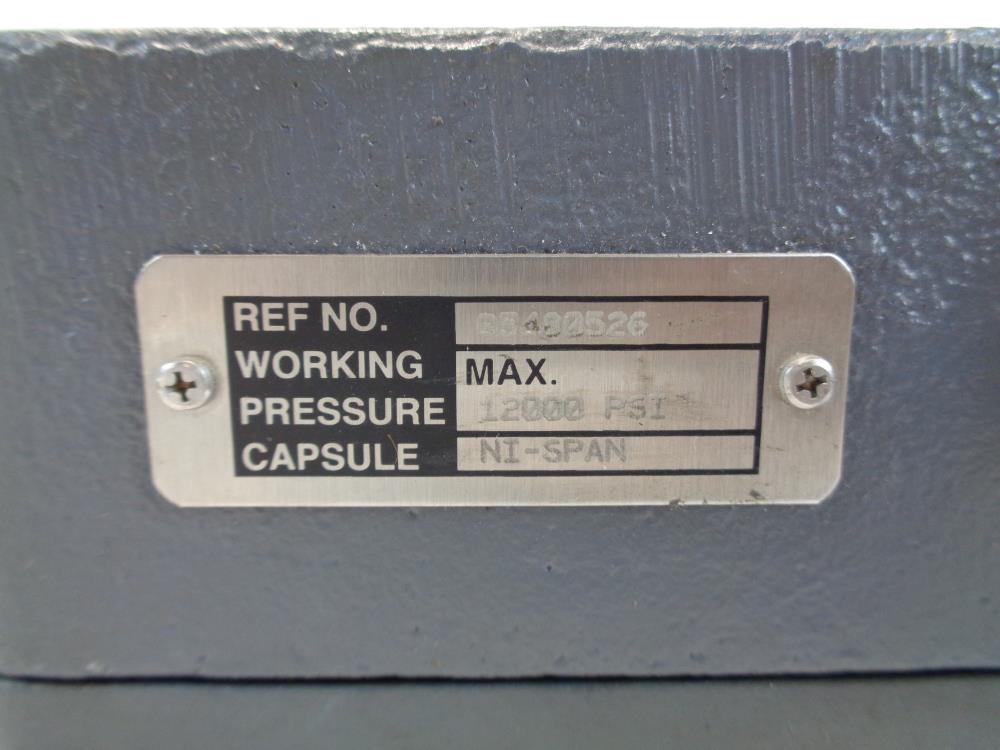 REF NO.
WORKING MAX.
PRESSURE 12000 PSI
CAPSULE NI-SPAN